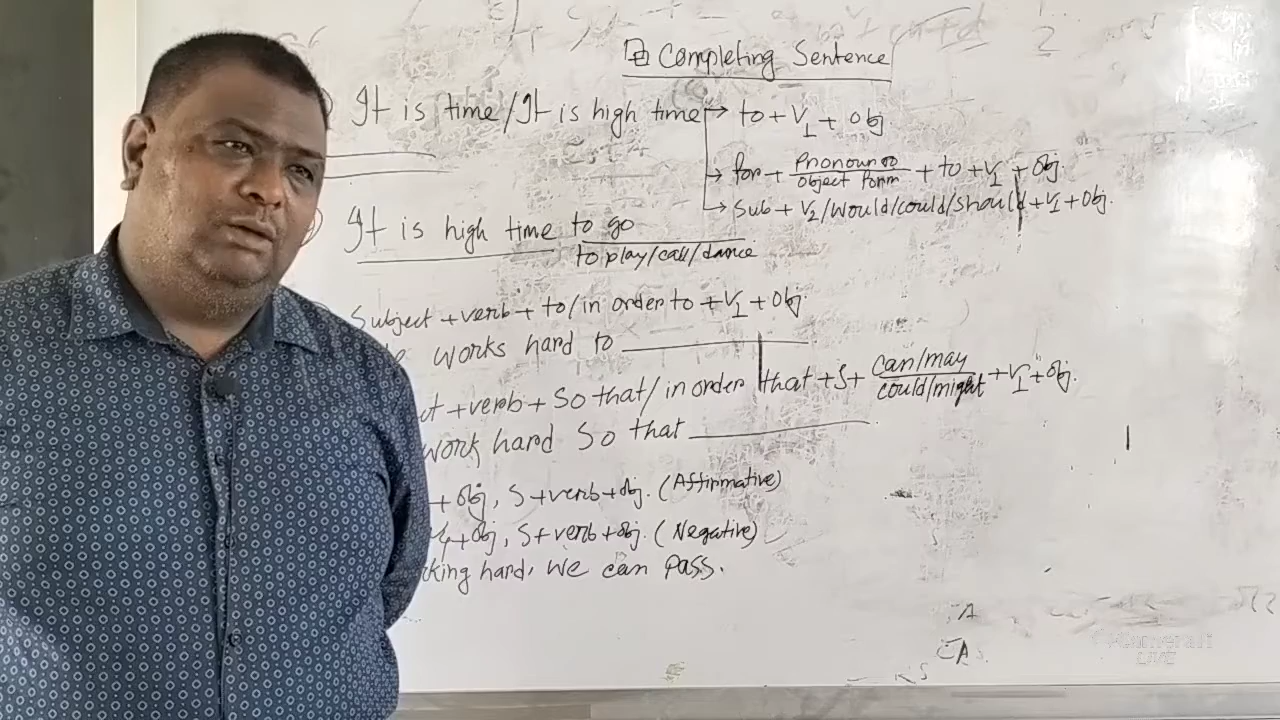 Completing Sentence
It is time/It is high time → to + V1 + Obj
→ for + Pronoun ও / Object form + to + V1 + Obj
→ Sub + V2/Would/could/should + V1 + Obj.
It is high time to go
to play/call/dance
Subject + verb + to/in order to + V1 + Obj
works hard to
+ verb + So that/in order that + S + can/may / could/might + V1 + Obj.
work hard So that
+ obj, S + verb + obj. (Affirmative)
+ obj, S + verb + obj. (Negative)
king hard, we can pass.
LIVE